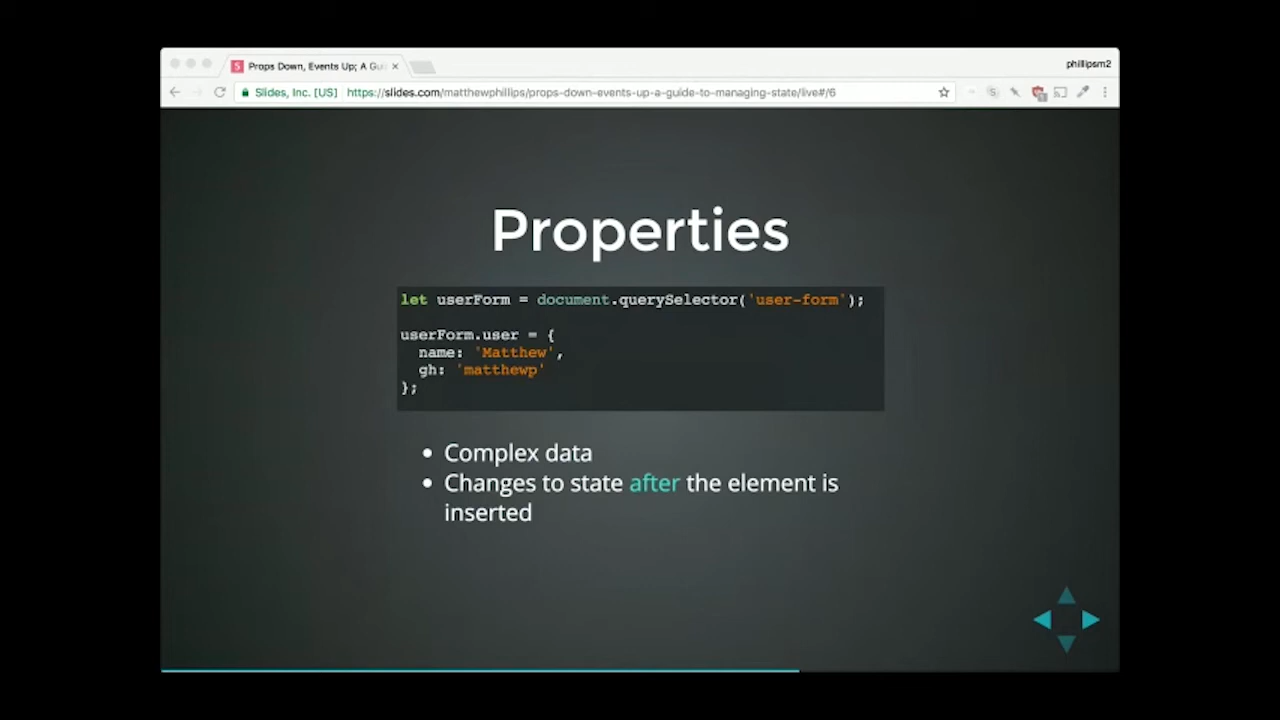 Props Down, Events Up; A Gu
phillipsm2
Slides, Inc. [US] https://slides.com/matthewphillips/props-down-events-up-a-guide-to-managing-state/live#/6
Properties
let userForm = document.querySelector('user-form');
userForm.user = {
name: 'Matthew',
gh: 'matthewp'
};
• Complex data
• Changes to state after the element is
inserted